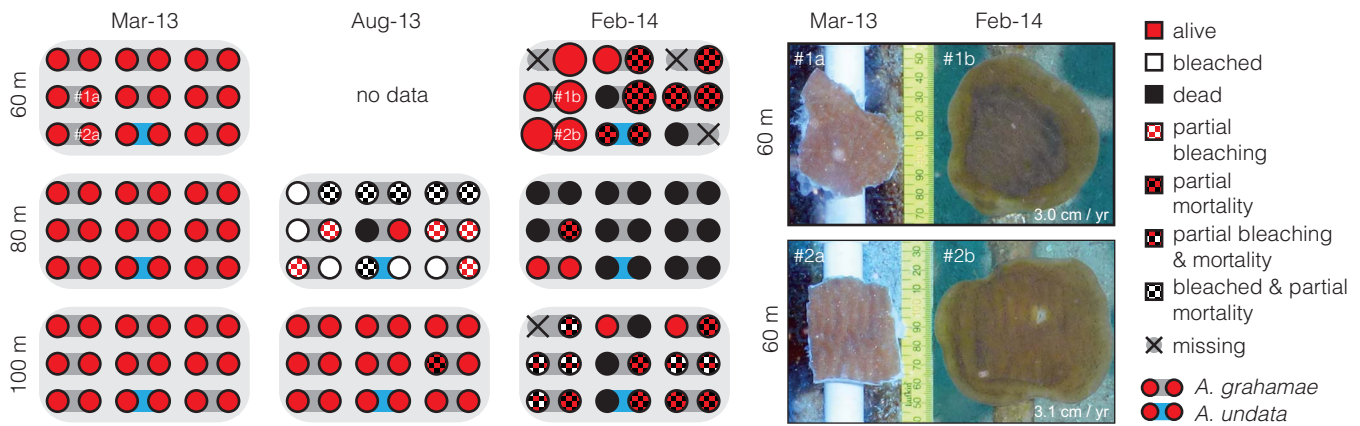 Mar-13
Aug-13
Feb-14
60 m
#1a
#2a
no data
#1b
#2b
80 m
100 m
Mar-13
Feb-14
60 m
#1a
#1b
3.0 cm / yr
60 m
#2a
#2b
3.1 cm / yr
alive
bleached
dead
partial
bleaching
partial
mortality
partial bleaching
& mortality
bleached & partial
mortality
missing
A. grahamae
A. undata